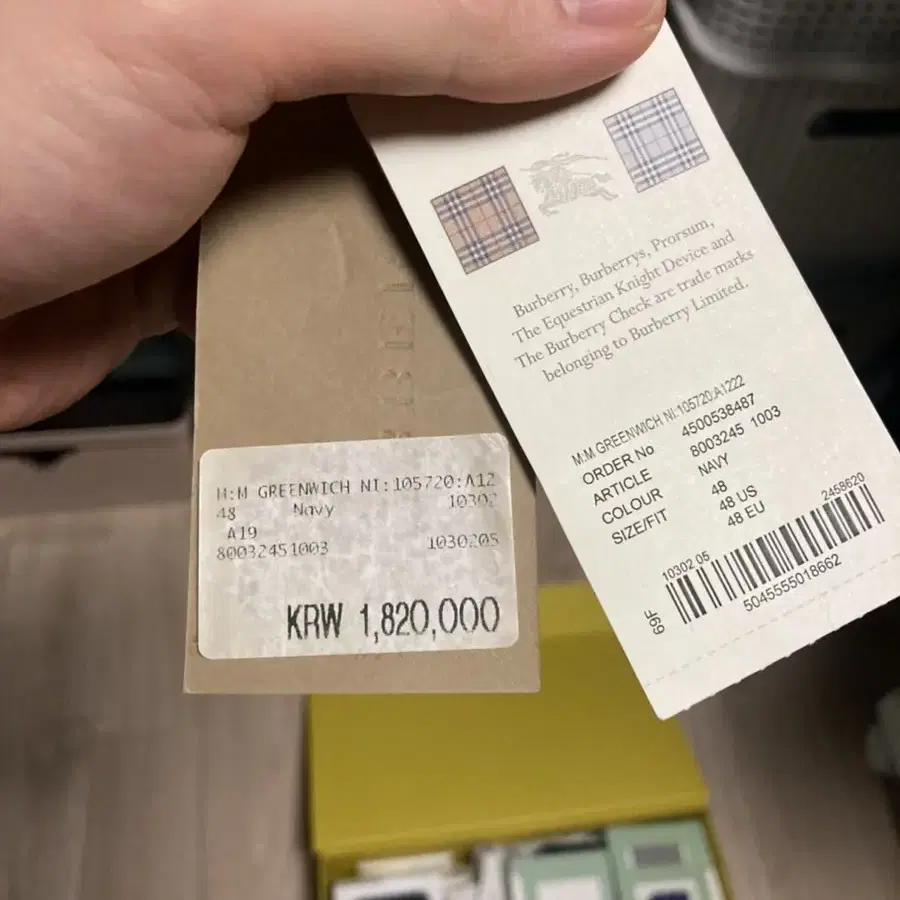 M:M GREENWICH NI:105720:A12
48 Navy 10302
A19
80032451003 1030205
KRW 1,820,000
Burberry, Burberrys, Prorsum,
The Equestrian Knight Device and
The Burberry Check are trade marks
belonging to Burberry Limited.
M:M GREENWICH NI:105720:A1222
ORDER No 4500538487
ARTICLE 8003245 1003
COLOUR NAVY
SIZE/FIT 48
48 US
48 EU
10302.05 2458620
69F
5045555018662